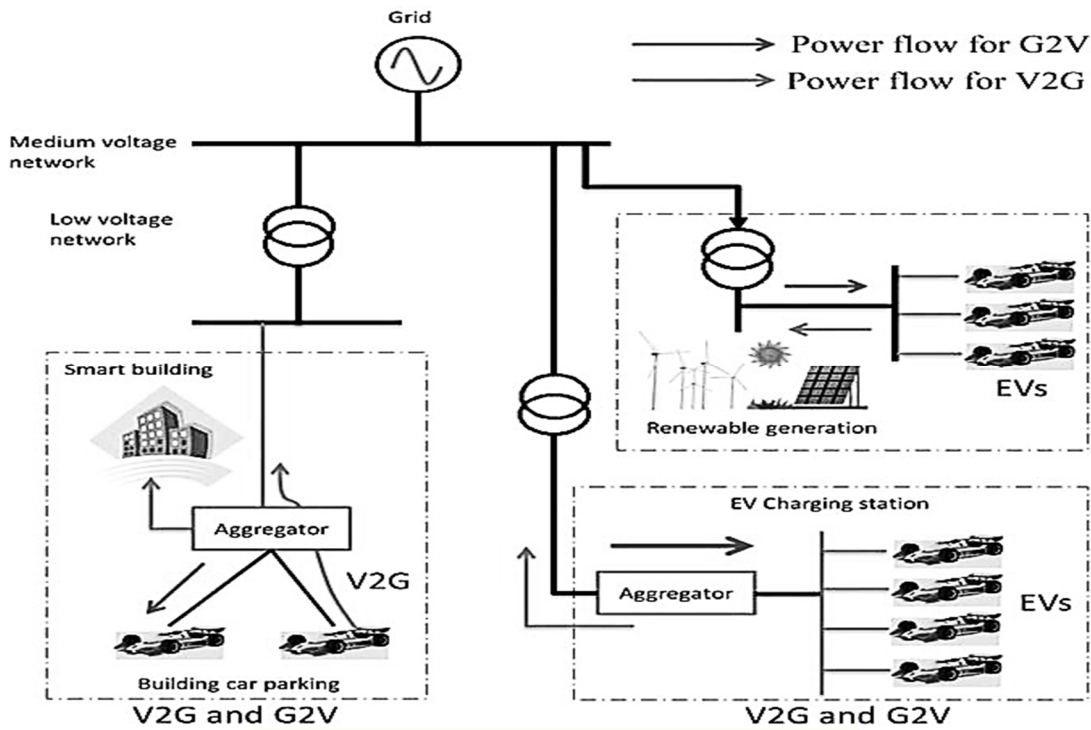 Grid
Power flow for G2V
Power flow for V2G
Medium voltage
network
Low voltage
network
Smart building
Aggregator
V2G
Building car parking
V2G and G2V
EVs
Renewable generation
EV Charging station
Aggregator
EVs
V2G and G2V